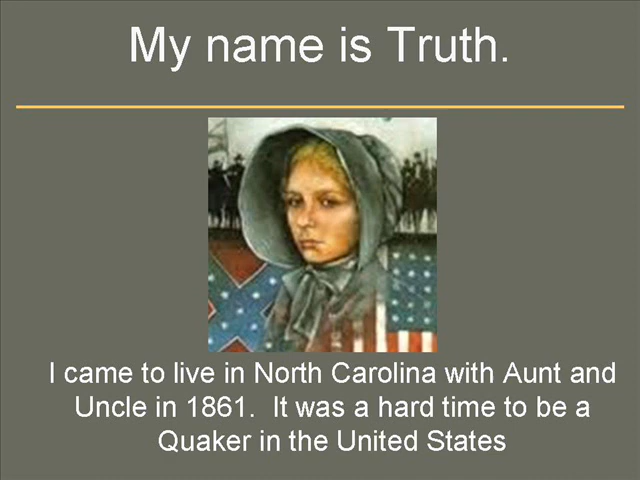 My name is Truth.
I came to live in North Carolina with Aunt and
Uncle in 1861.  It was a hard time to be a
Quaker in the United States